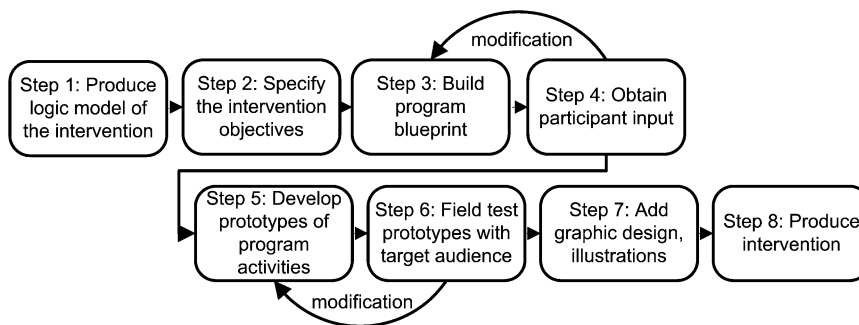 modification
Step 1: Produce
logic model of
the intervention
Step 2: Specify
the intervention
objectives
Step 3: Build
program
blueprint
Step 4: Obtain
participant input
Step 5: Develop
prototypes of
program
activities
Step 6: Field test
prototypes with
target audience
Step 7: Add
graphic design,
illustrations
Step 8: Produce
intervention
modification